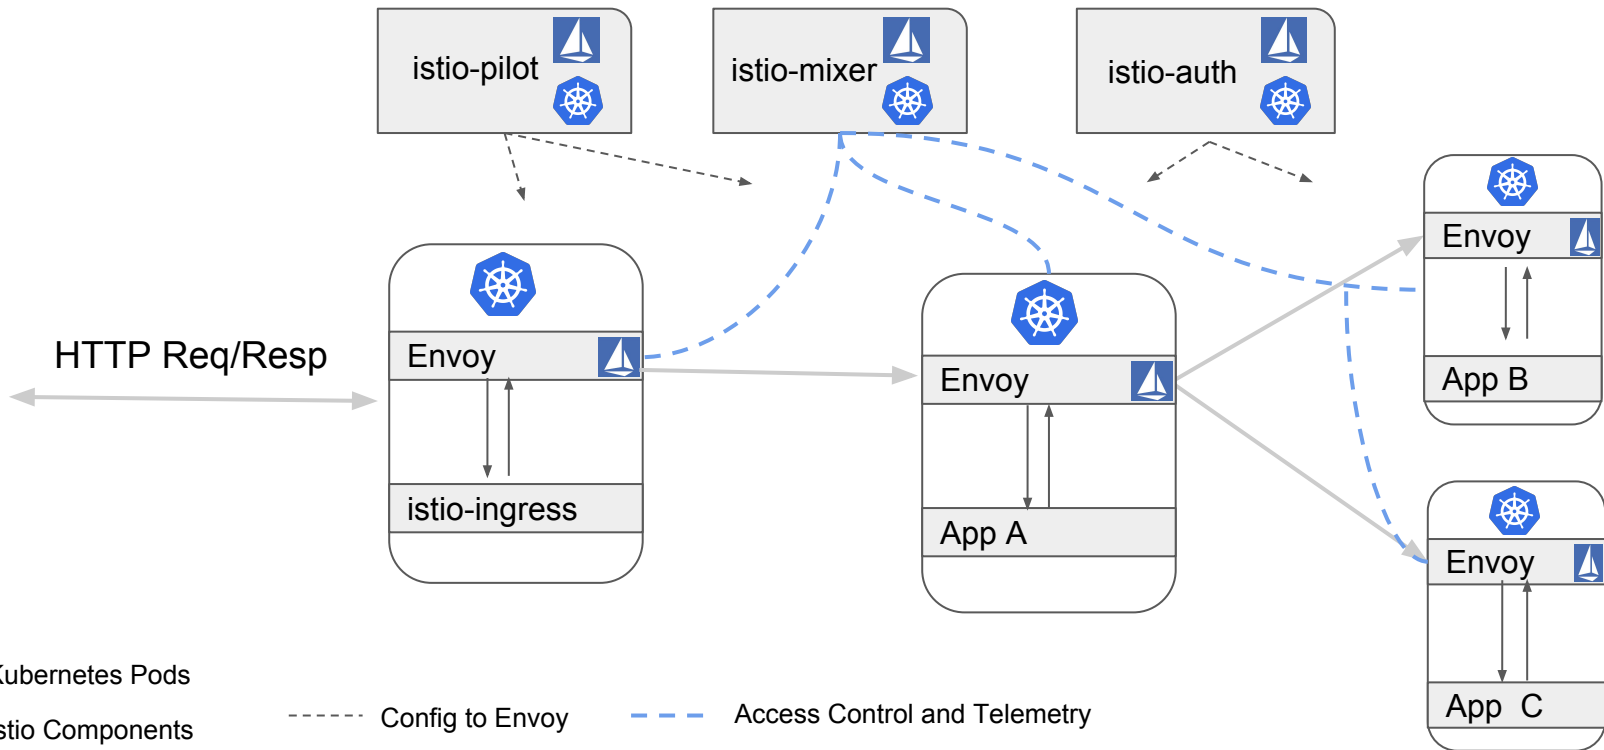 istio-pilot
istio-mixer
istio-auth
Envoy
App B
HTTP Req/Resp
Envoy
istio-ingress
Envoy
App A
Envoy
App C
Kubernetes Pods
stio Components
Config to Envoy
Access Control and Telemetry